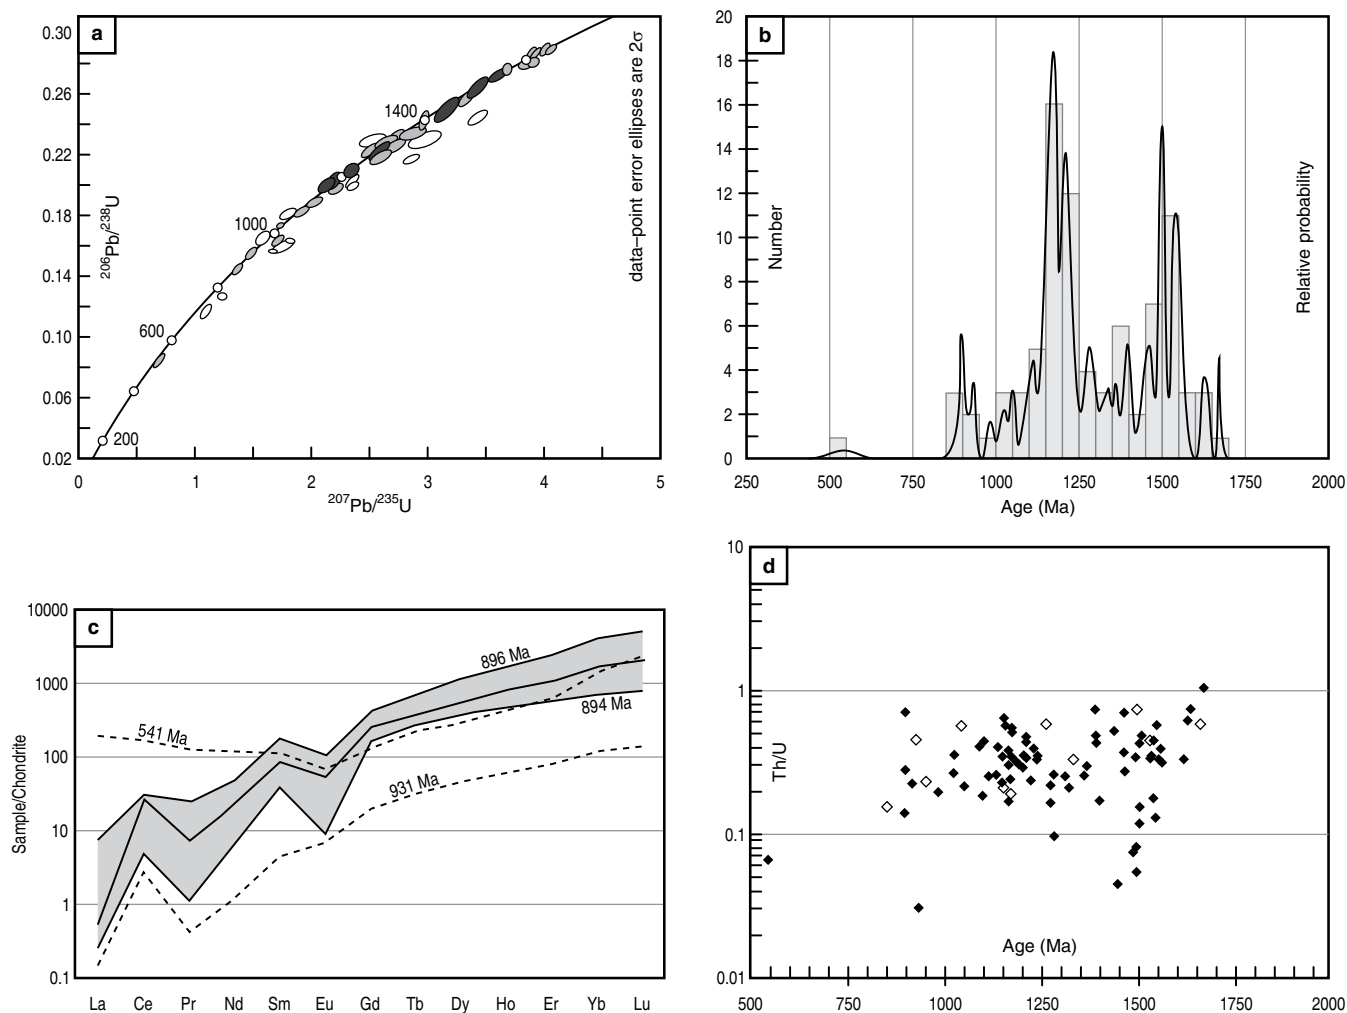 a
0.30
0.26
0.22
0.18
0.14
0.10
0.06
0.02
206Pb/238U
1400
1000
600
200
data–point error ellipses are 2σ
0 1 2 3 4 5
207Pb/235U
b
20
18
16
14
12
10
8
6
4
2
0
Number
Relative probability
250 500 750 1000 1250 1500 1750 2000
Age (Ma)
c
10000
1000
100
10
1
0.1
Sample/Chondrite
896 Ma
541 Ma
894 Ma
931 Ma
La Ce Pr Nd Sm Eu Gd Tb Dy Ho Er Yb Lu
d
10
1
0.1
0.01
Th/U
Age (Ma)
500 750 1000 1250 1500 1750 2000